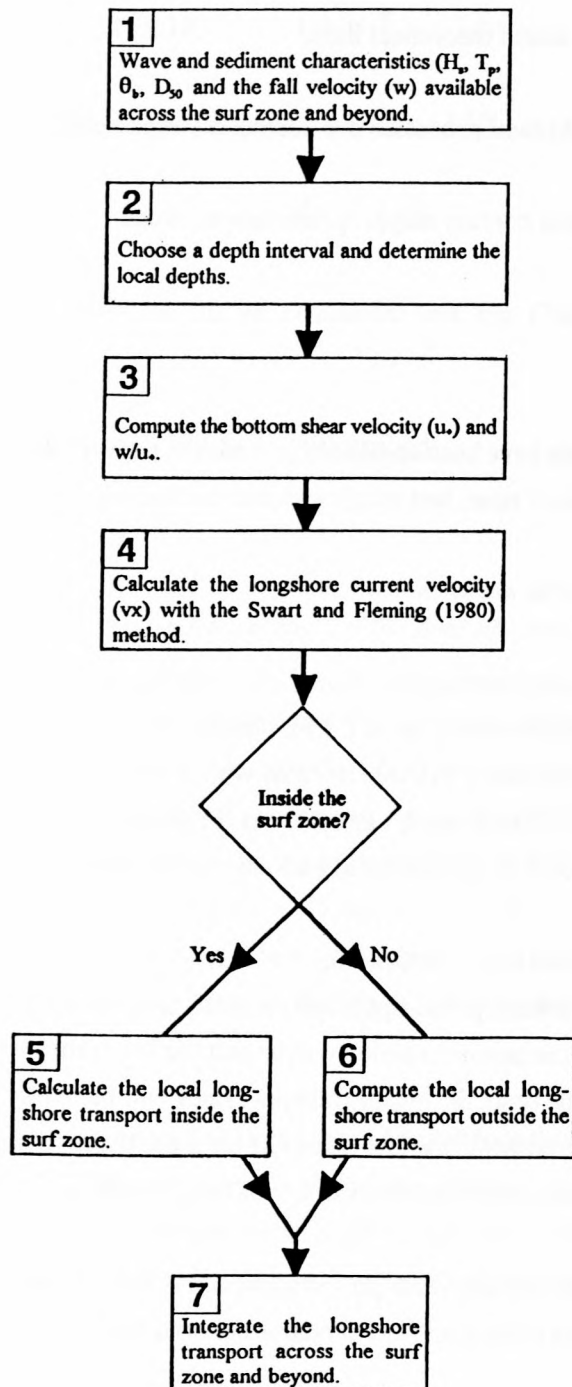 1
Wave and sediment characteristics (Hₛ, Tₚ,
θ_b, D₅₀ and the fall velocity (w) available
across the surf zone and beyond.
2
Choose a depth interval and determine the
local depths.
3
Compute the bottom shear velocity (u*) and
w/u*.
4
Calculate the longshore current velocity
(vx) with the Swart and Fleming (1980)
method.
Inside the
surf zone?
Yes
No
5
Calculate the local long-
shore transport inside the
surf zone.
6
Compute the local long-
shore transport outside the
surf zone.
7
Integrate the longshore
transport across the surf
zone and beyond.